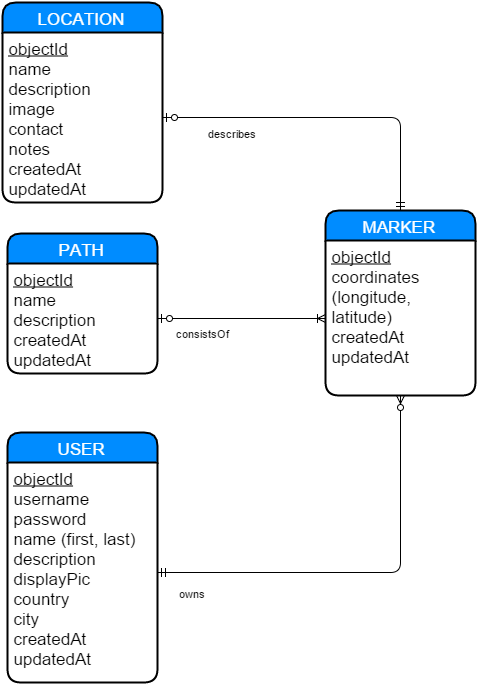 LOCATION
objectId
name
description
image
contact
notes
createdAt
updatedAt
describes
MARKER
objectId
coordinates
(longitude,
latitude)
createdAt
updatedAt
PATH
objectId
name
description
createdAt
updatedAt
consistsOf
USER
objectId
username
password
name (first, last)
description
displayPic
country
city
createdAt
updatedAt
owns